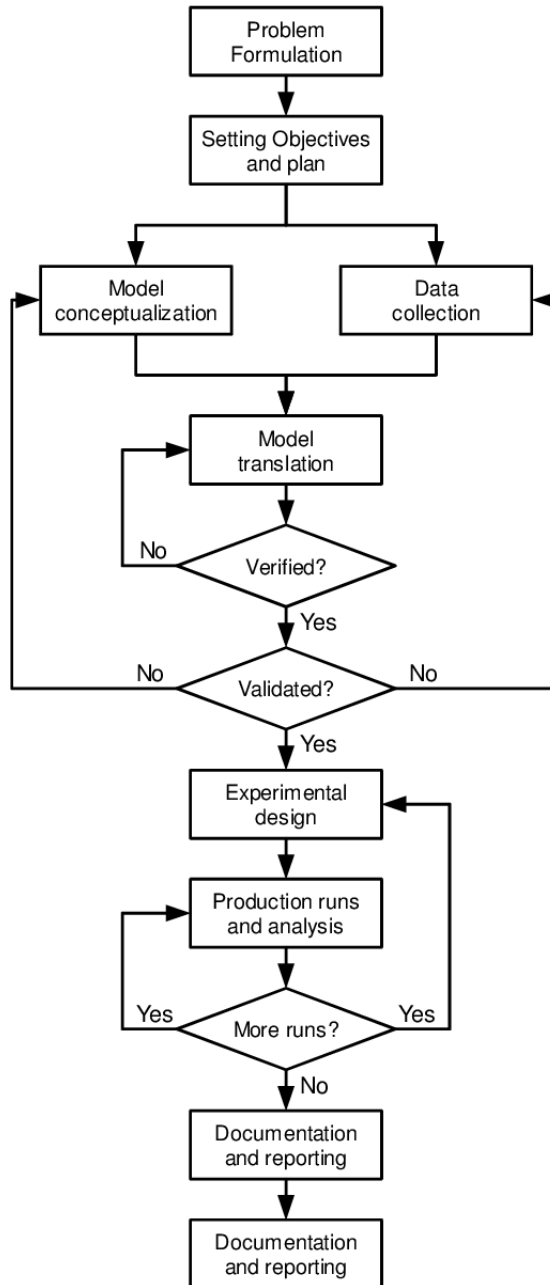 Problem
Formulation
Setting Objectives
and plan
Model
conceptualization
Data
collection
Model
translation
No
Verified?
Yes
No
Validated?
No
Yes
Experimental
design
Production runs
and analysis
Yes
More runs?
Yes
No
Documentation
and reporting
Documentation
and reporting